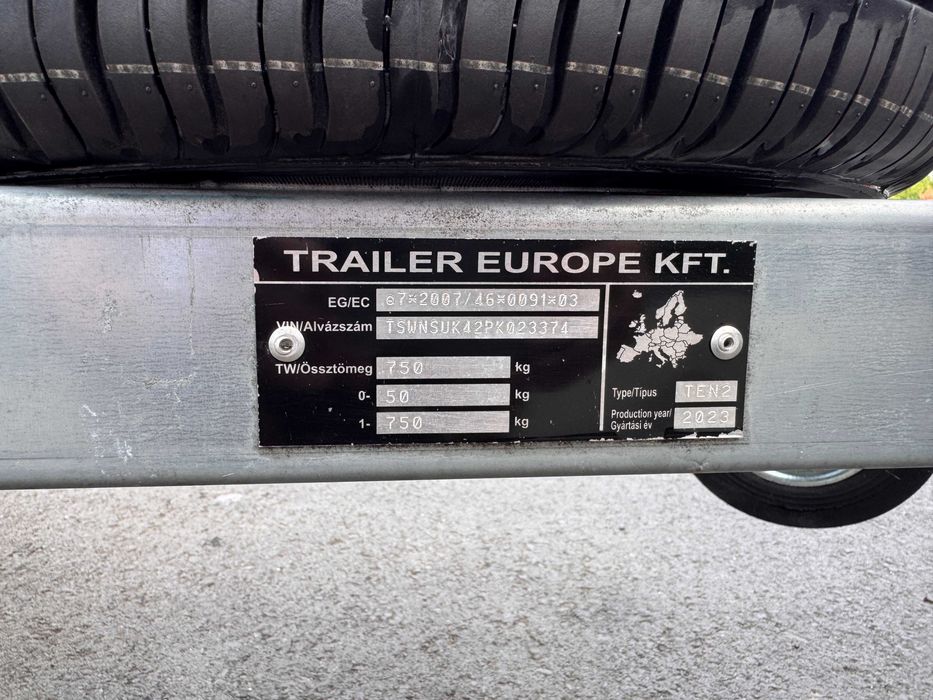 TRAILER EUROPE KFT.
EG/EC e7*2007/46*0091*03
VIN/Alvázszám TSWNSUK42PK023374
TW/Össztömeg 750 kg
0- 50 kg
1- 750 kg
Type/Típus TEN2
Production year/ Gyártási év 2023